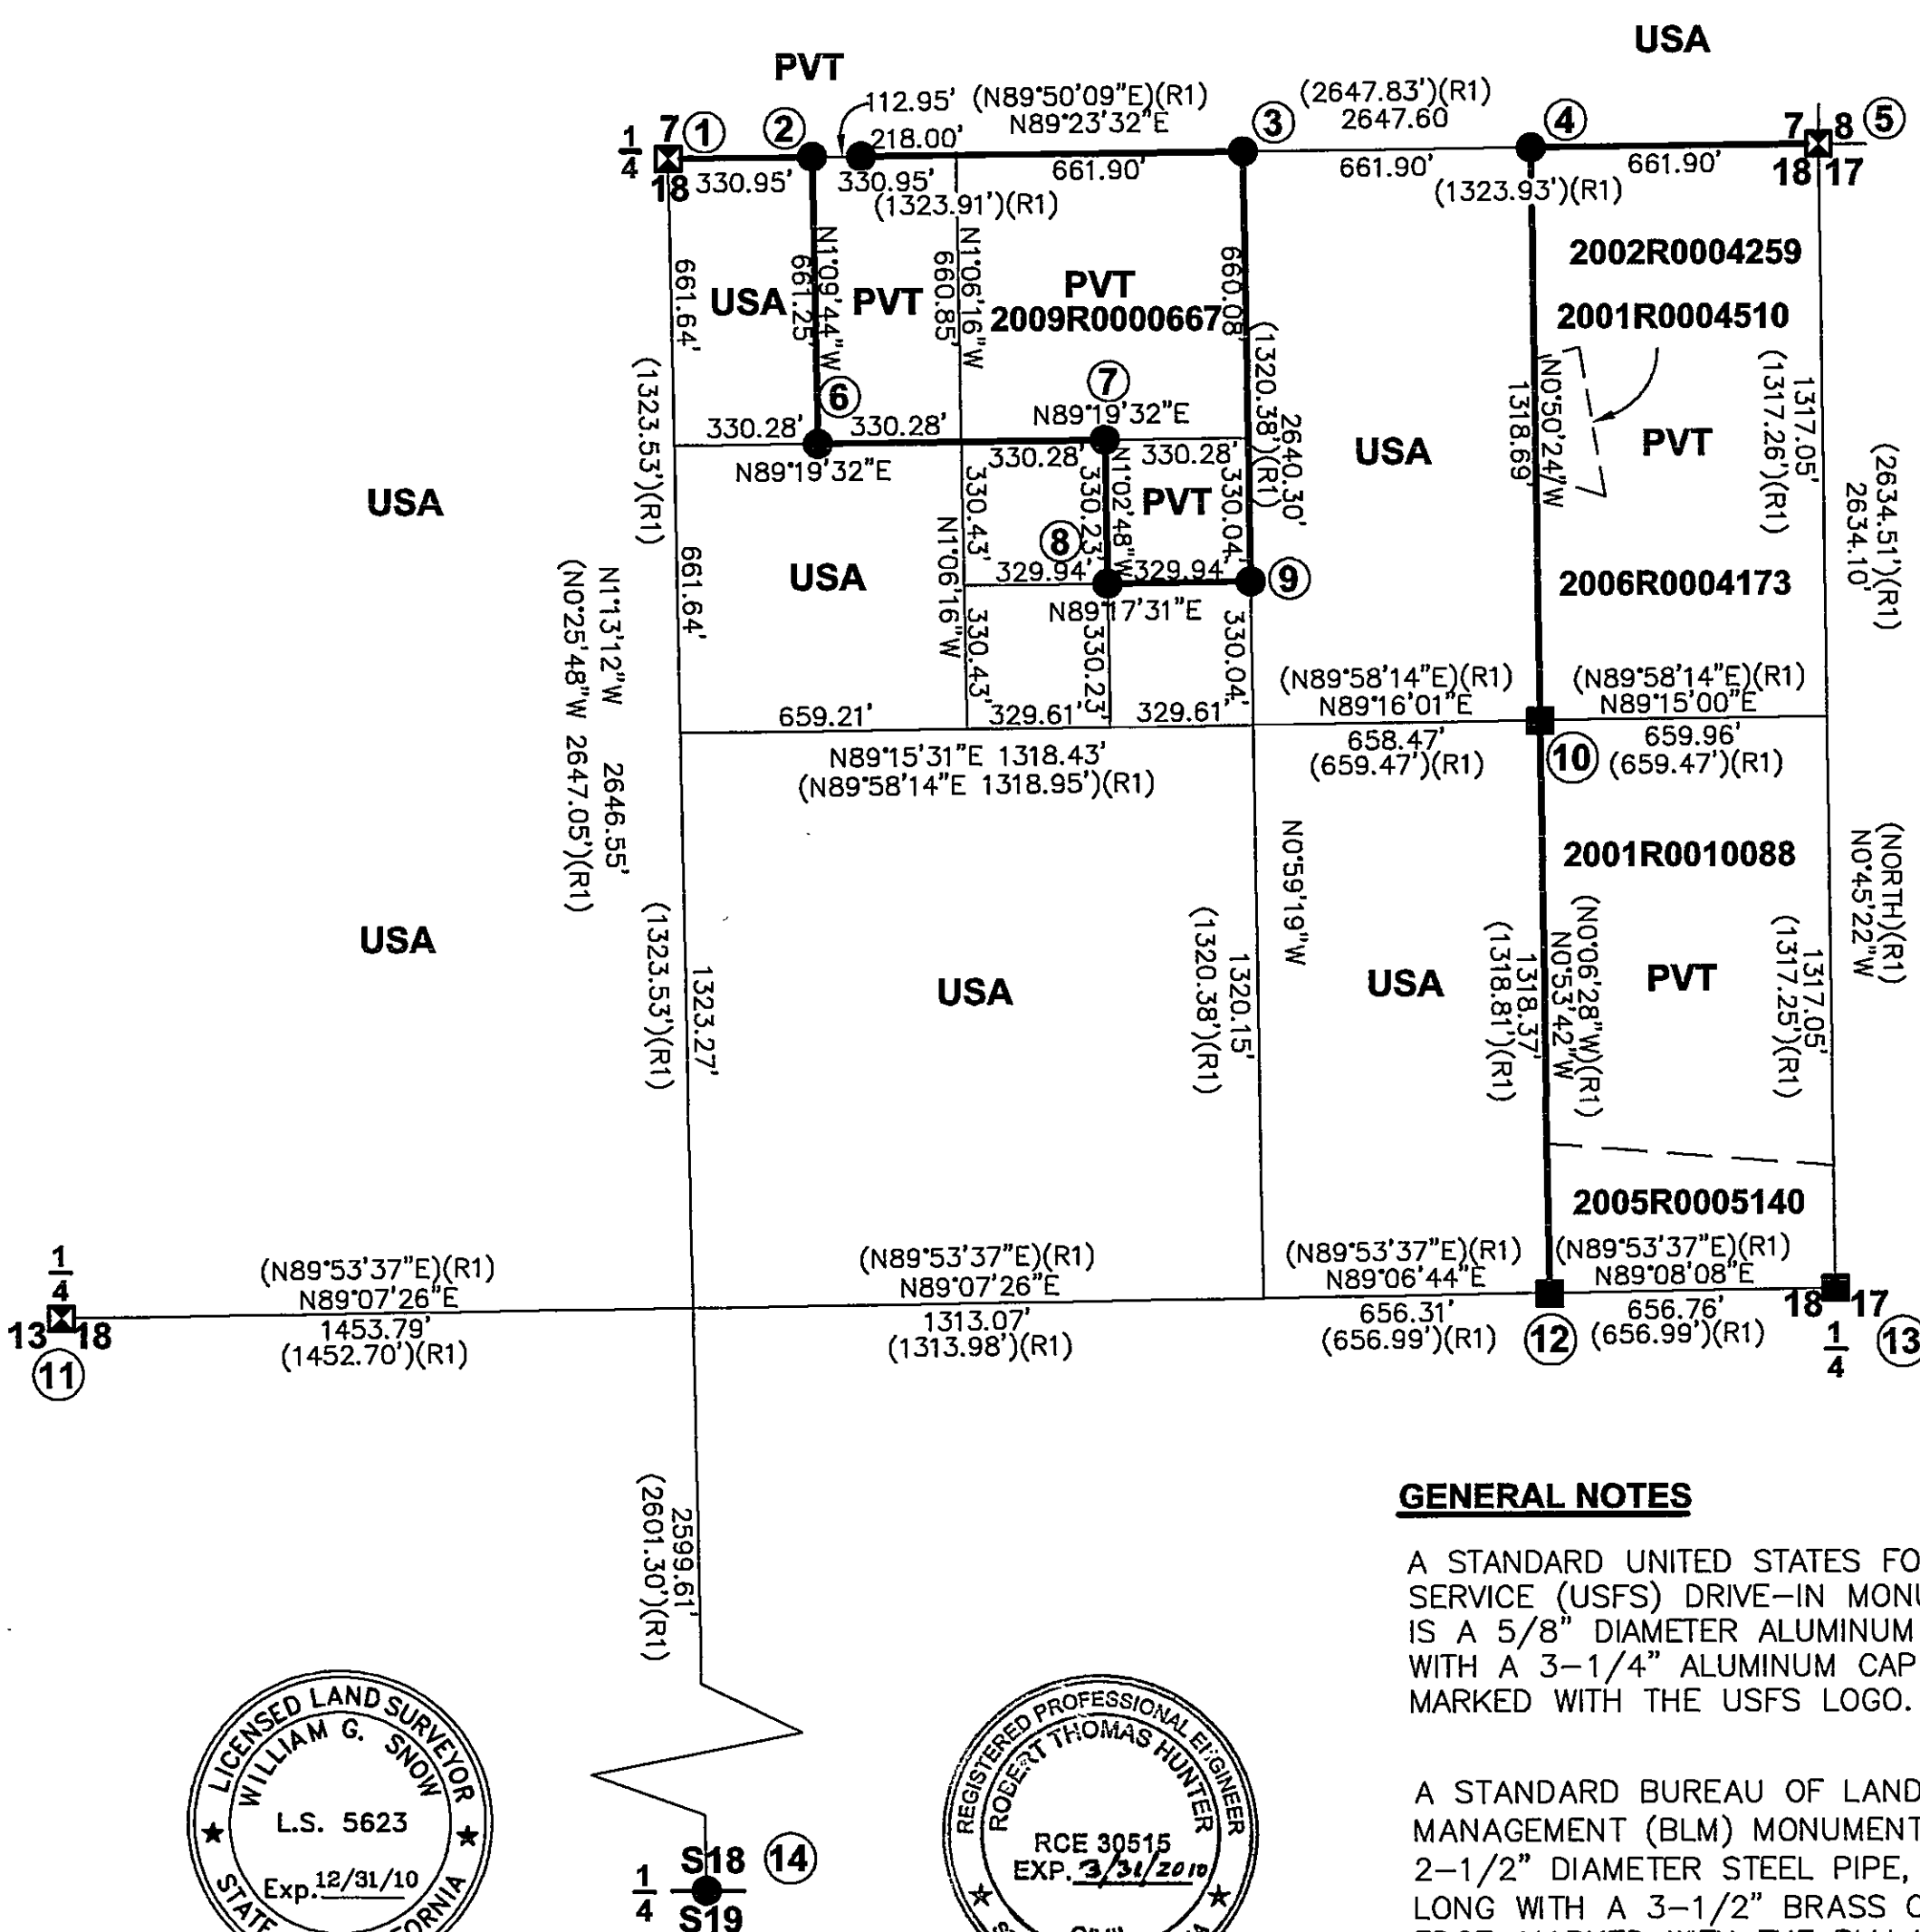 USA
PVT
112.95'
(N89°50'09"E)(R1)
N89°23'32"E
(2647.83')(R1)
2647.60
1
4
7
18
1
2
3
4
7 8
18 17
5
218.00'
330.95'
330.95'
661.90'
661.90'
661.90'
(1323.91')(R1)
(1323.93')(R1)
661.64'
USA
661.25'
N1°09'44"W
PVT
660.85'
N1°06'16"W
PVT
2009R0000667
660.08'
(1320.38')(R1)
2640.30'
2002R0004259
2001R0004510
1318.69'
N0°50'24"W
PVT
1317.05'
(1317.26')(R1)
(2634.51')(R1)
2634.10'
(1323.53')(R1)
6
7
N89°19'32"E
330.28'
330.28'
N89°19'32"E
330.28'
330.28'
USA
USA
330.43'
330.23'
N1°02'48"W
PVT
330.04'
N1°06'16"W
8
329.94'
329.94'
9
N89°17'31"E
USA
661.64'
2006R0004173
N1°13'12"W 2646.55'
(N0°25'48"W 2647.05')(R1)
330.43'
330.23'
330.04'
659.21'
329.61'
329.61'
(N89°58'14"E)(R1)
N89°16'01"E
(N89°58'14"E)(R1)
N89°15'00"E
N89°15'31"E 1318.43'
(N89°58'14"E 1318.95')(R1)
658.47'
(659.47')(R1)
10
659.96'
(659.47')(R1)
2001R0010088
USA
(1323.53')(R1)
1323.27'
USA
(1320.38')(R1)
1320.15'
N0°59'19"W
USA
1318.37'
(1318.81')(R1)
(N0°06'28"W)(R1)
N0°53'42"W
PVT
1317.05'
(1317.25')(R1)
(NORTH)(R1)
N0°45'22"W
2005R0005140
1
4
13 18
11
(N89°53'37"E)(R1)
N89°07'26"E
1453.79'
(1452.70')(R1)
(N89°53'37"E)(R1)
N89°07'26"E
1313.07'
(1313.98')(R1)
(N89°53'37"E)(R1)
N89°06'44"E
656.31'
(656.99')(R1)
12
(N89°53'37"E)(R1)
N89°08'08"E
656.76'
(656.99')(R1)
18 17
1
4
13
2599.61'
(2601.30')(R1)
GENERAL NOTES
A STANDARD UNITED STATES FO
SERVICE (USFS) DRIVE-IN MONU
IS A 5/8" DIAMETER ALUMINUM
WITH A 3-1/4" ALUMINUM CAP
MARKED WITH THE USFS LOGO.
A STANDARD BUREAU OF LAND
MANAGEMENT (BLM) MONUMENT
2-1/2" DIAMETER STEEL PIPE,
LONG WITH A 3-1/2" BRASS C
LICENSED LAND SURVEYOR
WILLIAM G. SNOW
L.S. 5623
Exp. 12/31/10
STATE
1
4
S18
S19
14
REGISTERED PROFESSIONAL ENGINEER
ROBERT THOMAS HUNTER
RCE 30515
EXP. 3/31/2010